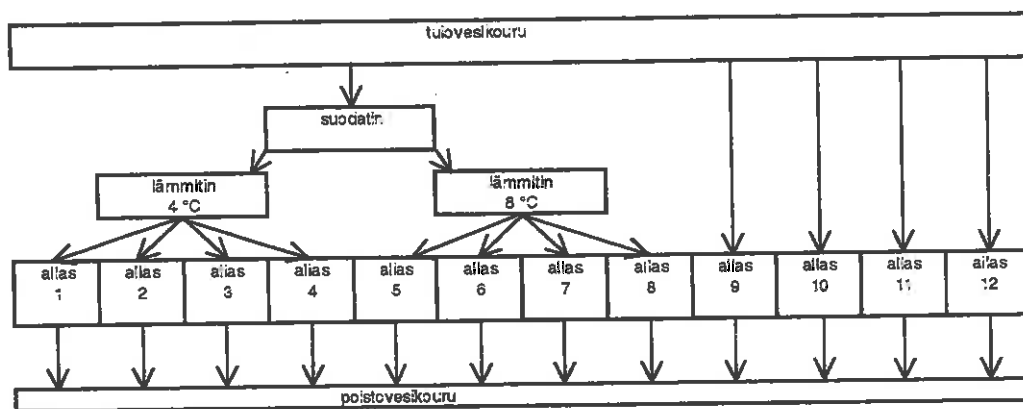 tulovesikouru
suodatin
lämmitin
4 °C
lämmitin
8 °C
allas
1
allas
2
allas
3
allas
4
allas
5
allas
6
allas
7
allas
8
allas
9
allas
10
allas
11
allas
12
poistovesikouru